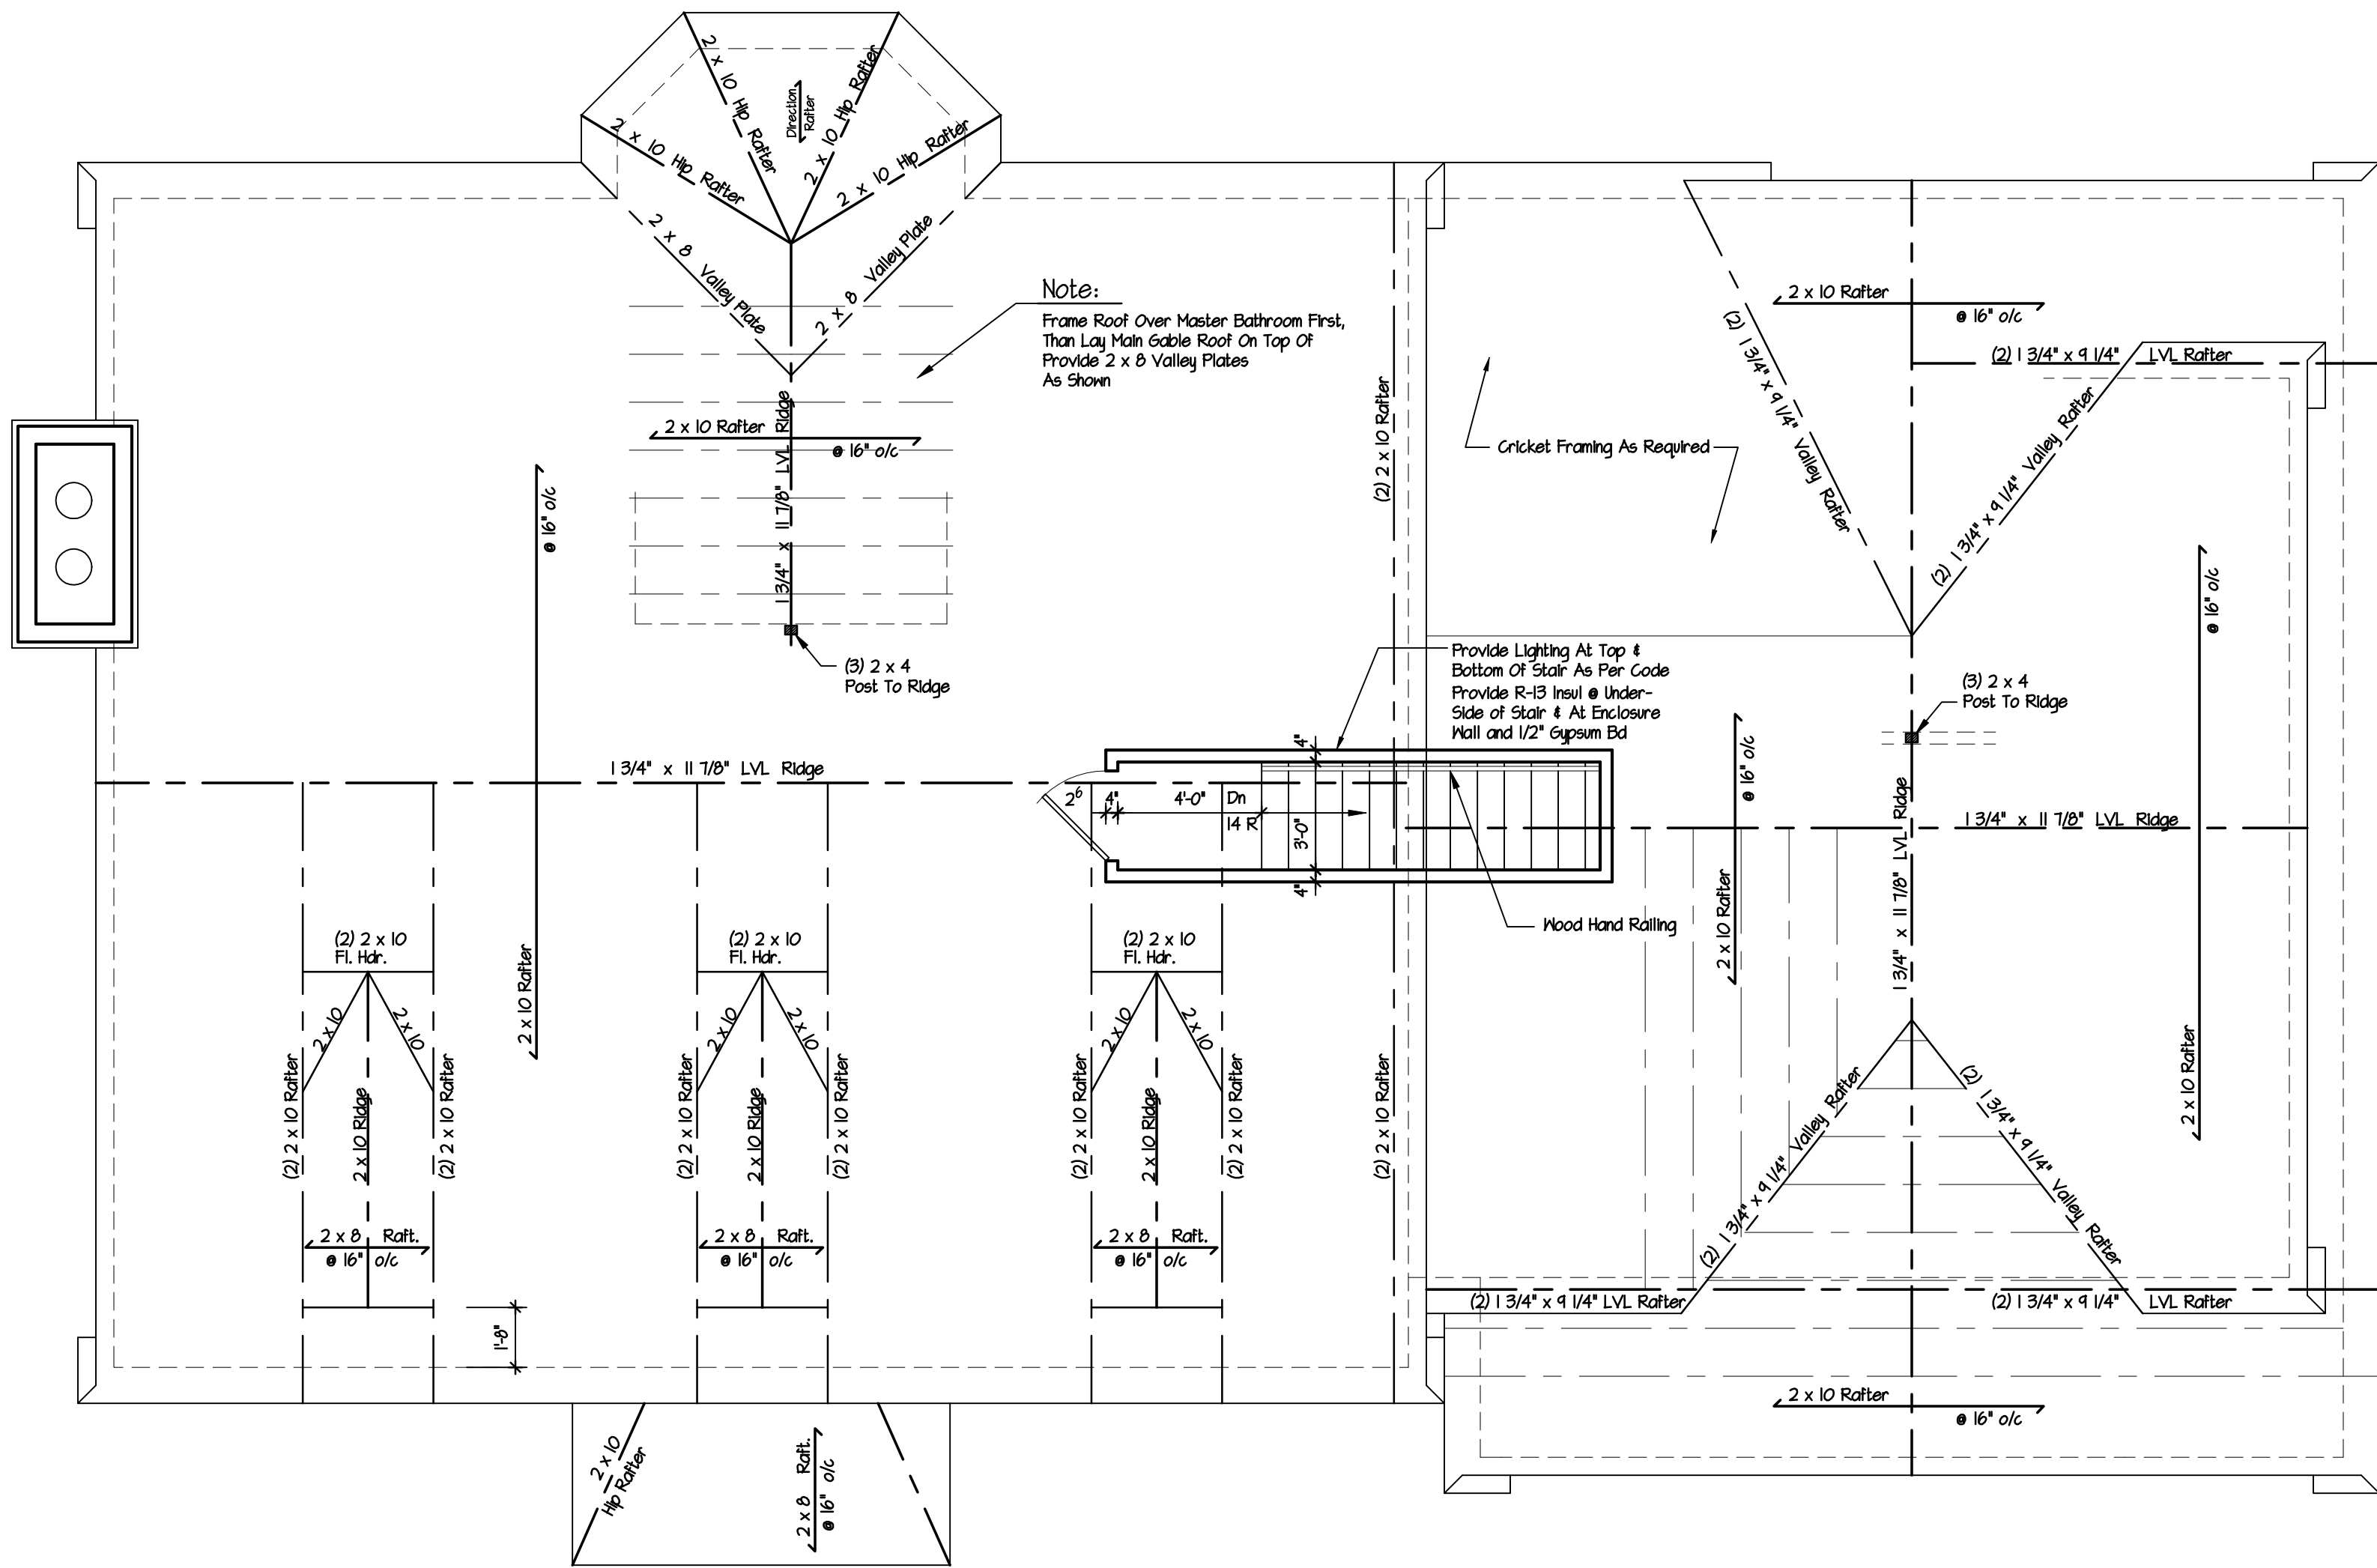 2 x 10 Hip Rafter
2 x 10 Hip Rafter
2 x 10 Hip Rafter
2 x 10 Hip Rafter
Direction
Rafter
2 x 8 Valley Plate
2 x 8 Valley Plate
Note:
Frame Roof Over Master Bathroom First,
Than Lay Main Gable Roof On Top Of
Provide 2 x 8 Valley Plates
As Shown
2 x 10 Rafter
@ 16" o/c
1 3/4" x 11 7/8" LVL Ridge
(3) 2 x 4
Post To Ridge
2 x 10 Rafter
@ 16" o/c
(2) 2 x 10 Rafter
Cricket Framing As Required
(2) 1 3/4" x 9 1/4" Valley Rafter
2 x 10 Rafter
@ 16" o/c
(2) 1 3/4" x 9 1/4" LVL Rafter
(2) 1 3/4" x 9 1/4" Valley Rafter
2 x 10 Rafter
@ 16" o/c
Provide Lighting At Top &
Bottom Of Stair As Per Code
Provide R-13 Insul @ Under-
Side of Stair & At Enclosure
Wall and 1/2" Gypsum Bd
(3) 2 x 4
Post To Ridge
1 3/4" x 11 7/8" LVL Ridge
4"
2⁶
4"
4'-0"
Dn
14 R
3'-0"
4"
Wood Hand Railing
2 x 10 Rafter
@ 16" o/c
1 3/4" x 11 7/8" LVL Ridge
1 3/4" x 11 7/8" LVL Ridge
(2) 2 x 10
Fl. Hdr.
2 x 10
2 x 10
(2) 2 x 10 Rafter
2 x 10 Ridge
(2) 2 x 10 Rafter
2 x 8 Raft.
@ 16" o/c
1'-8"
(2) 2 x 10
Fl. Hdr.
2 x 10
2 x 10
(2) 2 x 10 Rafter
2 x 10 Ridge
(2) 2 x 10 Rafter
2 x 8 Raft.
@ 16" o/c
(2) 2 x 10
Fl. Hdr.
2 x 10
2 x 10
(2) 2 x 10 Rafter
2 x 10 Ridge
(2) 2 x 10 Rafter
2 x 8 Raft.
@ 16" o/c
(2) 2 x 10 Rafter
(2) 1 3/4" x 9 1/4" Valley Rafter
(2) 1 3/4" x 9 1/4" Valley Rafter
(2) 1 3/4" x 9 1/4" LVL Rafter
(2) 1 3/4" x 9 1/4" LVL Rafter
2 x 10 Rafter
@ 16" o/c
2 x 10
Hip Rafter
2 x 8 Raft.
@ 16" o/c